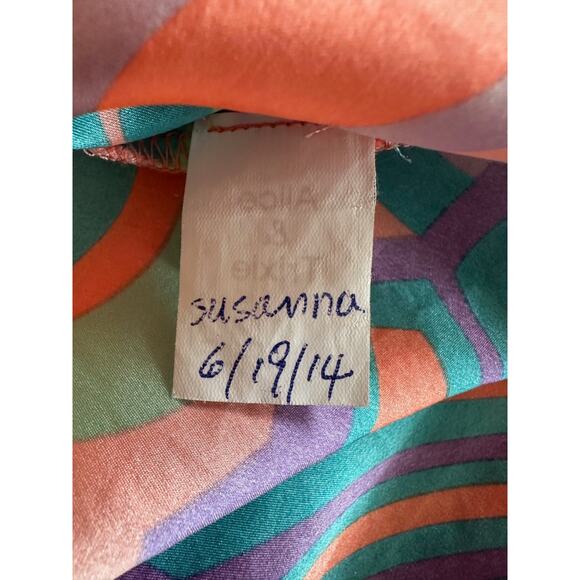 Alice
&
Trixie
susanna
6/19/14